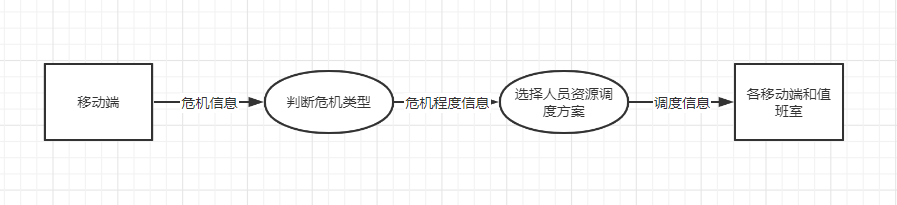 移动端
危机信息
判断危机类型
危机程度信息
选择人员资源调
度方案
调度信息
各移动端和值
班室